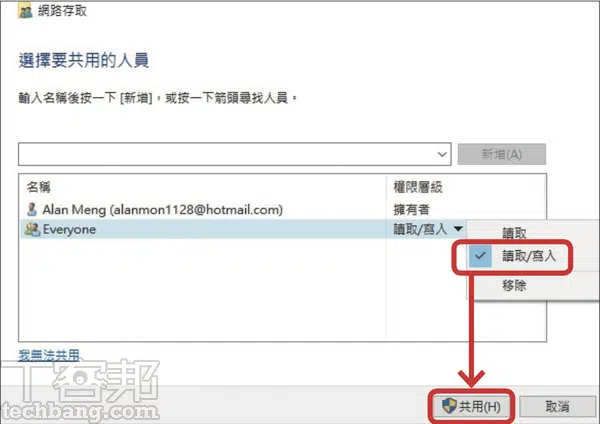 網路存取
選擇要共用的人員
輸入名稱後按一下 [新增]，或按一下箭頭尋找人員。
新增(A)
名稱 權限層級
Alan Meng (alanmon1128@hotmail.com) 擁有者
Everyone 讀取/寫入
讀取
讀取/寫入
移除
我無法共用
T客邦
techbang.com
共用(H) 取消